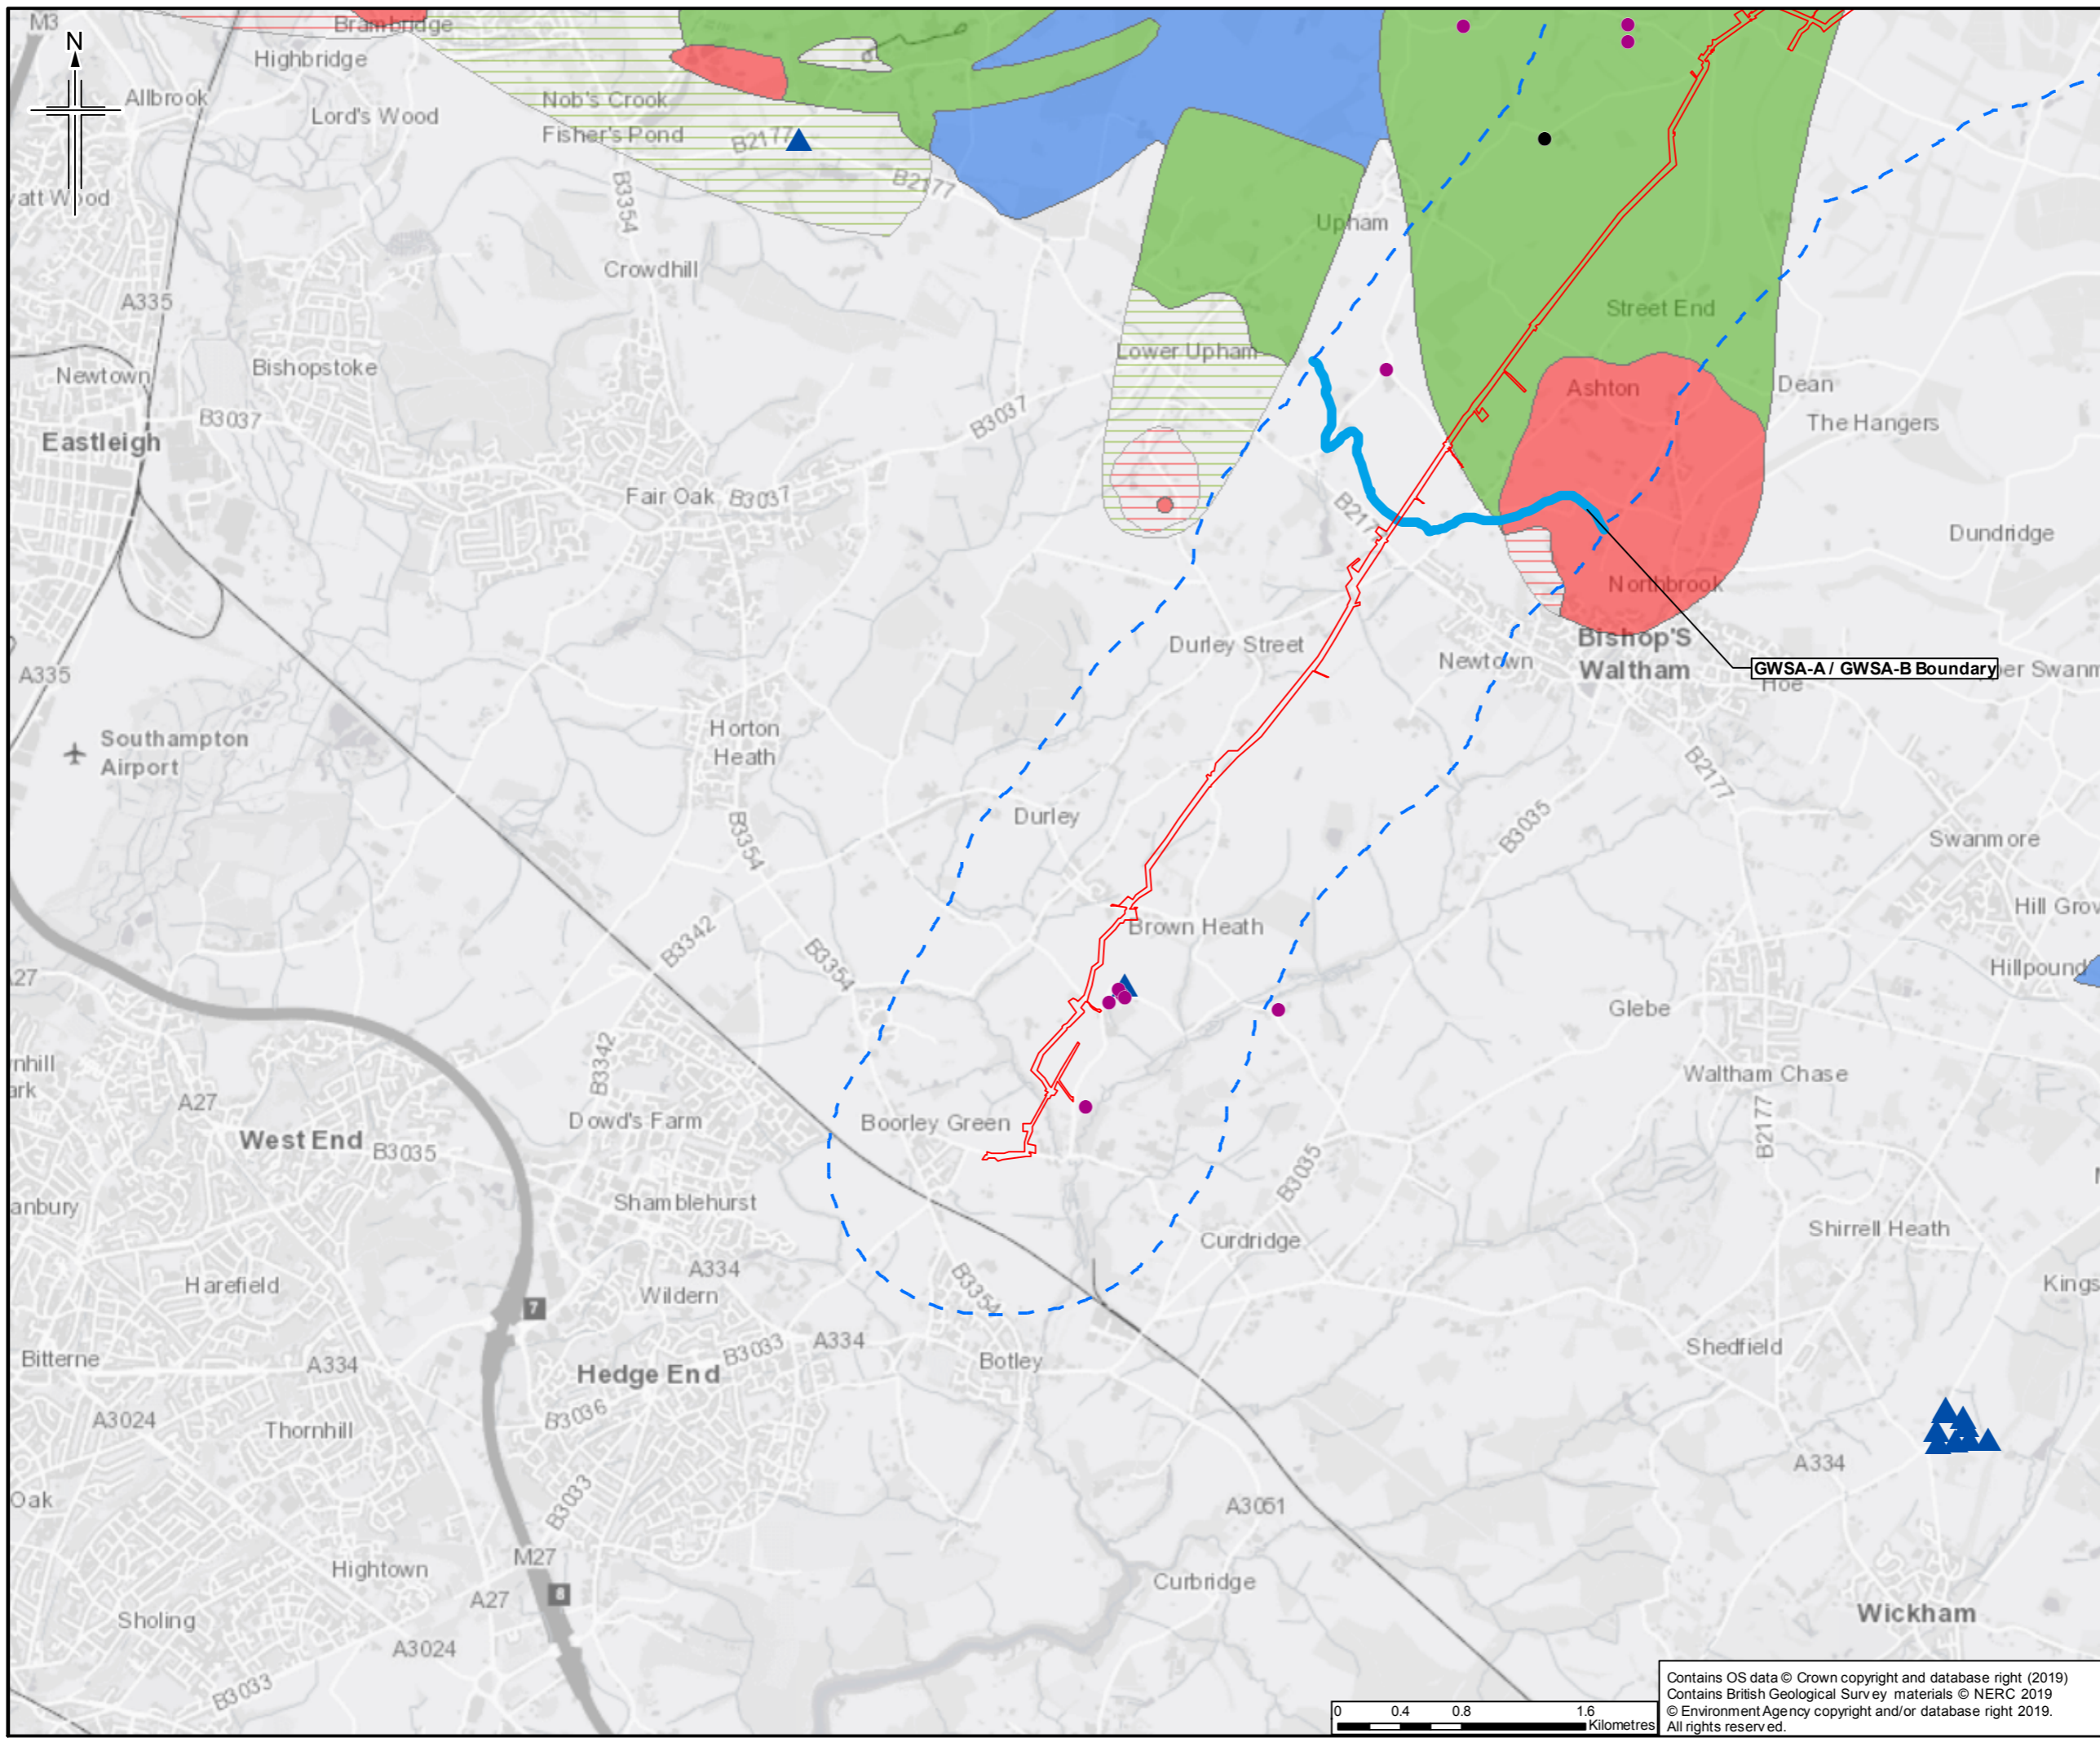 M3
Brambridge
N
Highbridge
Allbrook
Lord's Wood
Nob's Crook
Fisher's Pond
B2177
B2177
B3354
Upham
Crowdhill
A335
Street End
Lower Upham
Newtown
Bishopstoke
B3037
B3037
Ashton
Dean
The Hangers
Eastleigh
Fair Oak
B3037
Dundridge
Northbrook
Durley Street
Newtown
Bishop's
Waltham
GWSA-A / GWSA-B Boundary
Hoe
A335
Southampton
Airport
Horton
Heath
B2177
Durley
B3354
B3035
Swanmore
Brown Heath
B3342
B3354
Hillpound
Glebe
B3342
Waltham Chase
A27
Boorley Green
Dowd's Farm
West End
B3035
B2177
B3035
Shamblehurst
Shirrell Heath
Curdridge
Harefield
A334
Wildern
B3354
7
Bitterne
A334
B3033
A334
Botley
Shedfield
Hedge End
A3024
B3036
Thornhill
A334
B3033
A3051
Hightown
M27
8
A27
Curbridge
Sholing
Wickham
A3024
B3033
0 0.4 0.8 1.6
Kilometres
Contains OS data © Crown copyright and database right (2019)
Contains British Geological Survey materials © NERC 2019
© Environment Agency copyright and/or database right 2019.
All rights reserved.